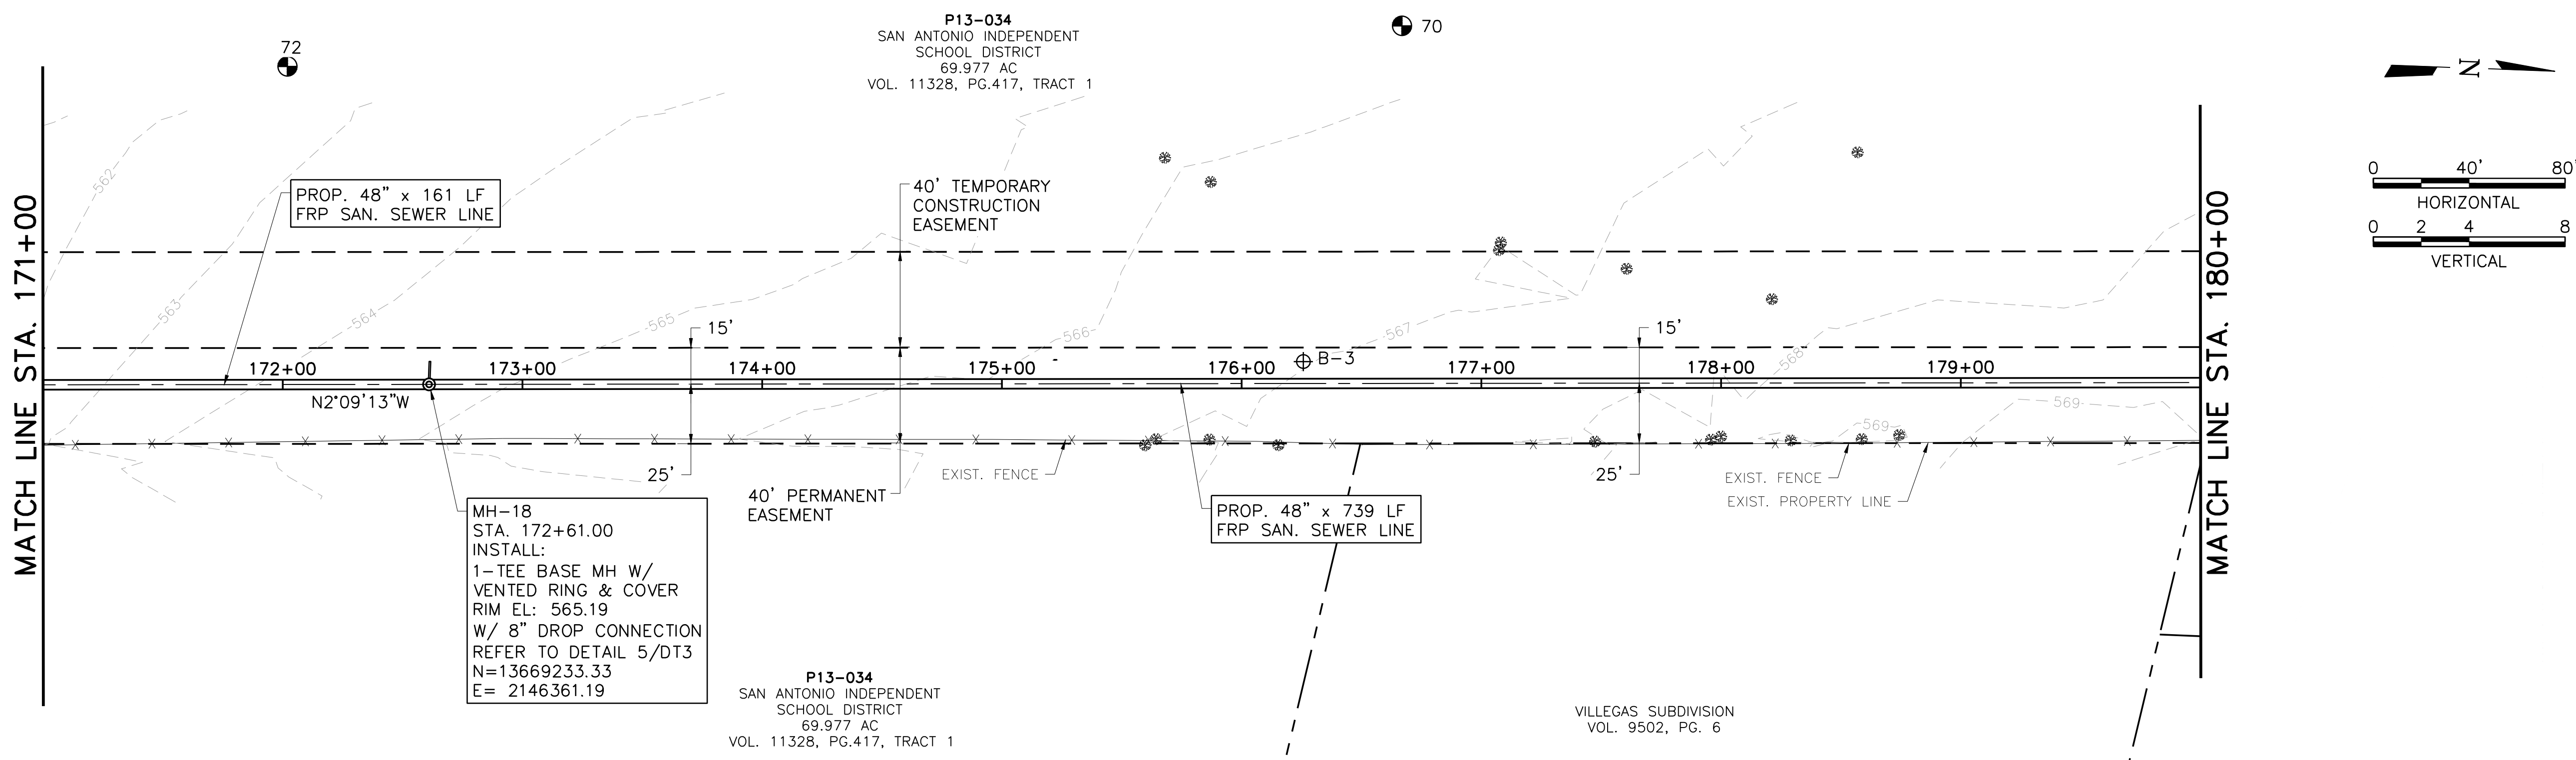 P13-034
SAN ANTONIO INDEPENDENT
SCHOOL DISTRICT
69.977 AC
VOL. 11328, PG.417, TRACT 1
72
70
N
0 40' 80'
HORIZONTAL
0 2 4 8
VERTICAL
MATCH LINE STA. 171+00
MATCH LINE STA. 180+00
PROP. 48" x 161 LF
FRP SAN. SEWER LINE
40' TEMPORARY
CONSTRUCTION
EASEMENT
562
563
564
565
566
567
568
569
569
15'
15'
172+00
173+00
174+00
175+00
176+00
177+00
178+00
179+00
B-3
N2°09'13"W
25'
25'
40' PERMANENT
EASEMENT
EXIST. FENCE
EXIST. FENCE
EXIST. PROPERTY LINE
PROP. 48" x 739 LF
FRP SAN. SEWER LINE
MH-18
STA. 172+61.00
INSTALL:
1-TEE BASE MH W/
VENTED RING & COVER
RIM EL: 565.19
W/ 8" DROP CONNECTION
REFER TO DETAIL 5/DT3
N=13669233.33
E= 2146361.19
P13-034
SAN ANTONIO INDEPENDENT
SCHOOL DISTRICT
69.977 AC
VOL. 11328, PG.417, TRACT 1
VILLEGAS SUBDIVISION
VOL. 9502, PG. 6